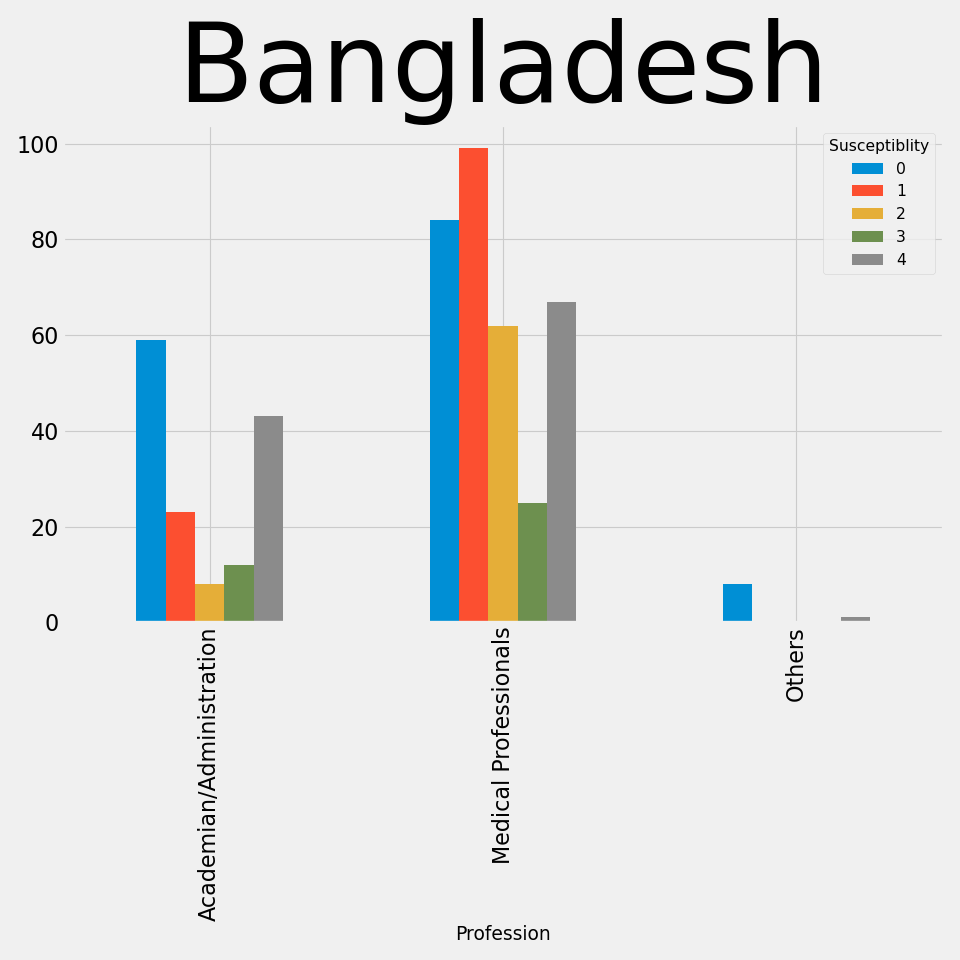 Bangladesh
Susceptiblity
0
1
2
3
4
100
80
60
40
20
0
Academian/Administration
Medical Professionals
Others
Profession